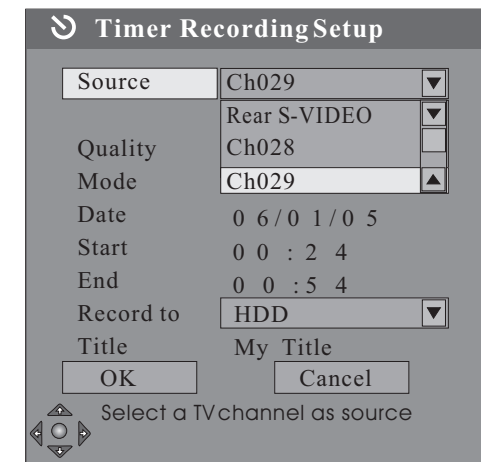 Timer Recording Setup
Source Ch029
Rear S-VIDEO
Quality Ch028
Mode Ch029
Date 06/01/05
Start 00:24
End 00:54
Record to HDD
Title My Title
OK Cancel
Select a TV channel as source